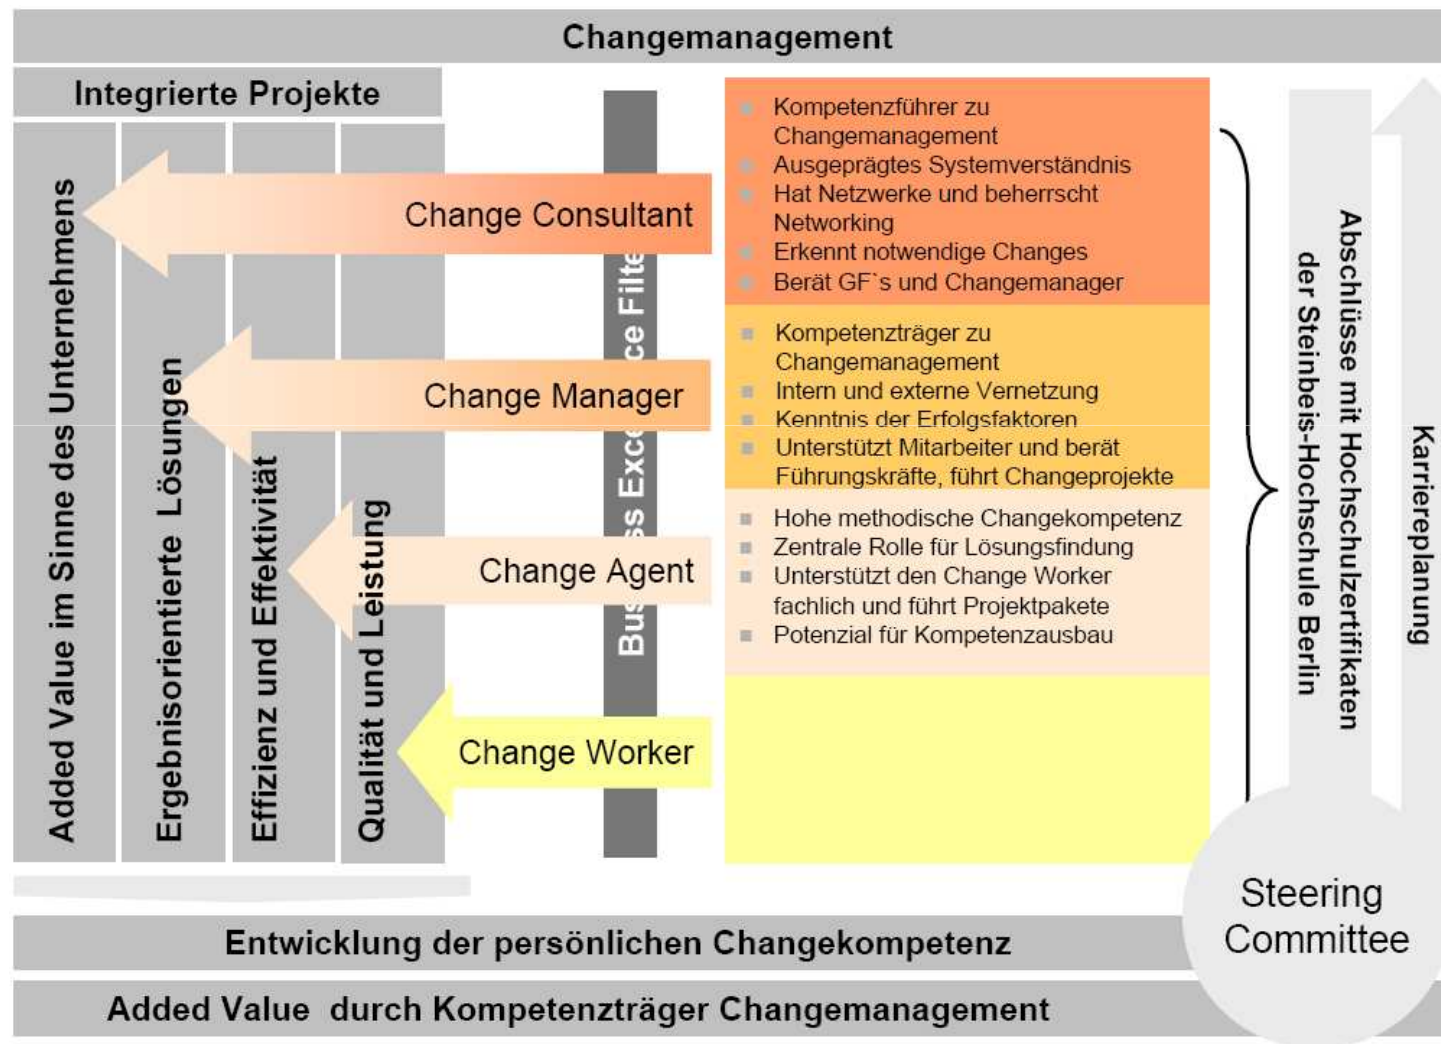 Changemanagement
Integrierte Projekte
Added Value im Sinne des Unternehmens
Ergebnisorientierte Lösungen
Effizienz und Effektivität
Qualität und Leistung
Change Consultant
Change Manager
Change Agent
Change Worker
Kompetenzführer zu
Changemanagement
Ausgeprägtes Systemverständnis
Hat Netzwerke und beherrscht
Networking
Erkennt notwendige Changes
Berät GF`s und Changemanager
Kompetenzträger zu
Changemanagement
Intern und externe Vernetzung
Kenntnis der Erfolgsfaktoren
Unterstützt Mitarbeiter und berät
Führungskräfte, führt Changeprojekte
Hohe methodische Changekompetenz
Zentrale Rolle für Lösungsfindung
Unterstützt den Change Worker
fachlich und führt Projektpakete
Potenzial für Kompetenzausbau
Abschlüsse mit Hochschulzertifikaten
der Steinbeis-Hochschule Berlin
Karriereplanung
Steering
Committee
Entwicklung der persönlichen Changekompetenz
Added Value durch Kompetenzträger Changemanagement